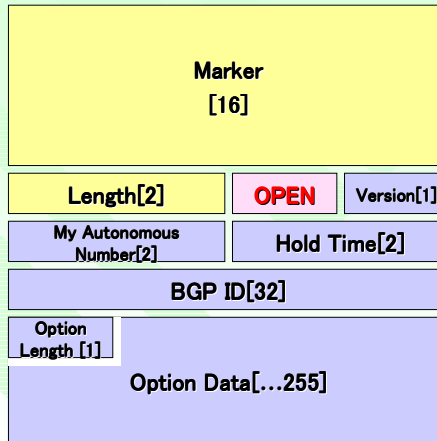 Marker
[16]
Length[2]
OPEN
Version[1]
My Autonomous
Number[2]
Hold Time[2]
BGP ID[32]
Option
Length [1]
Option Data[...255]